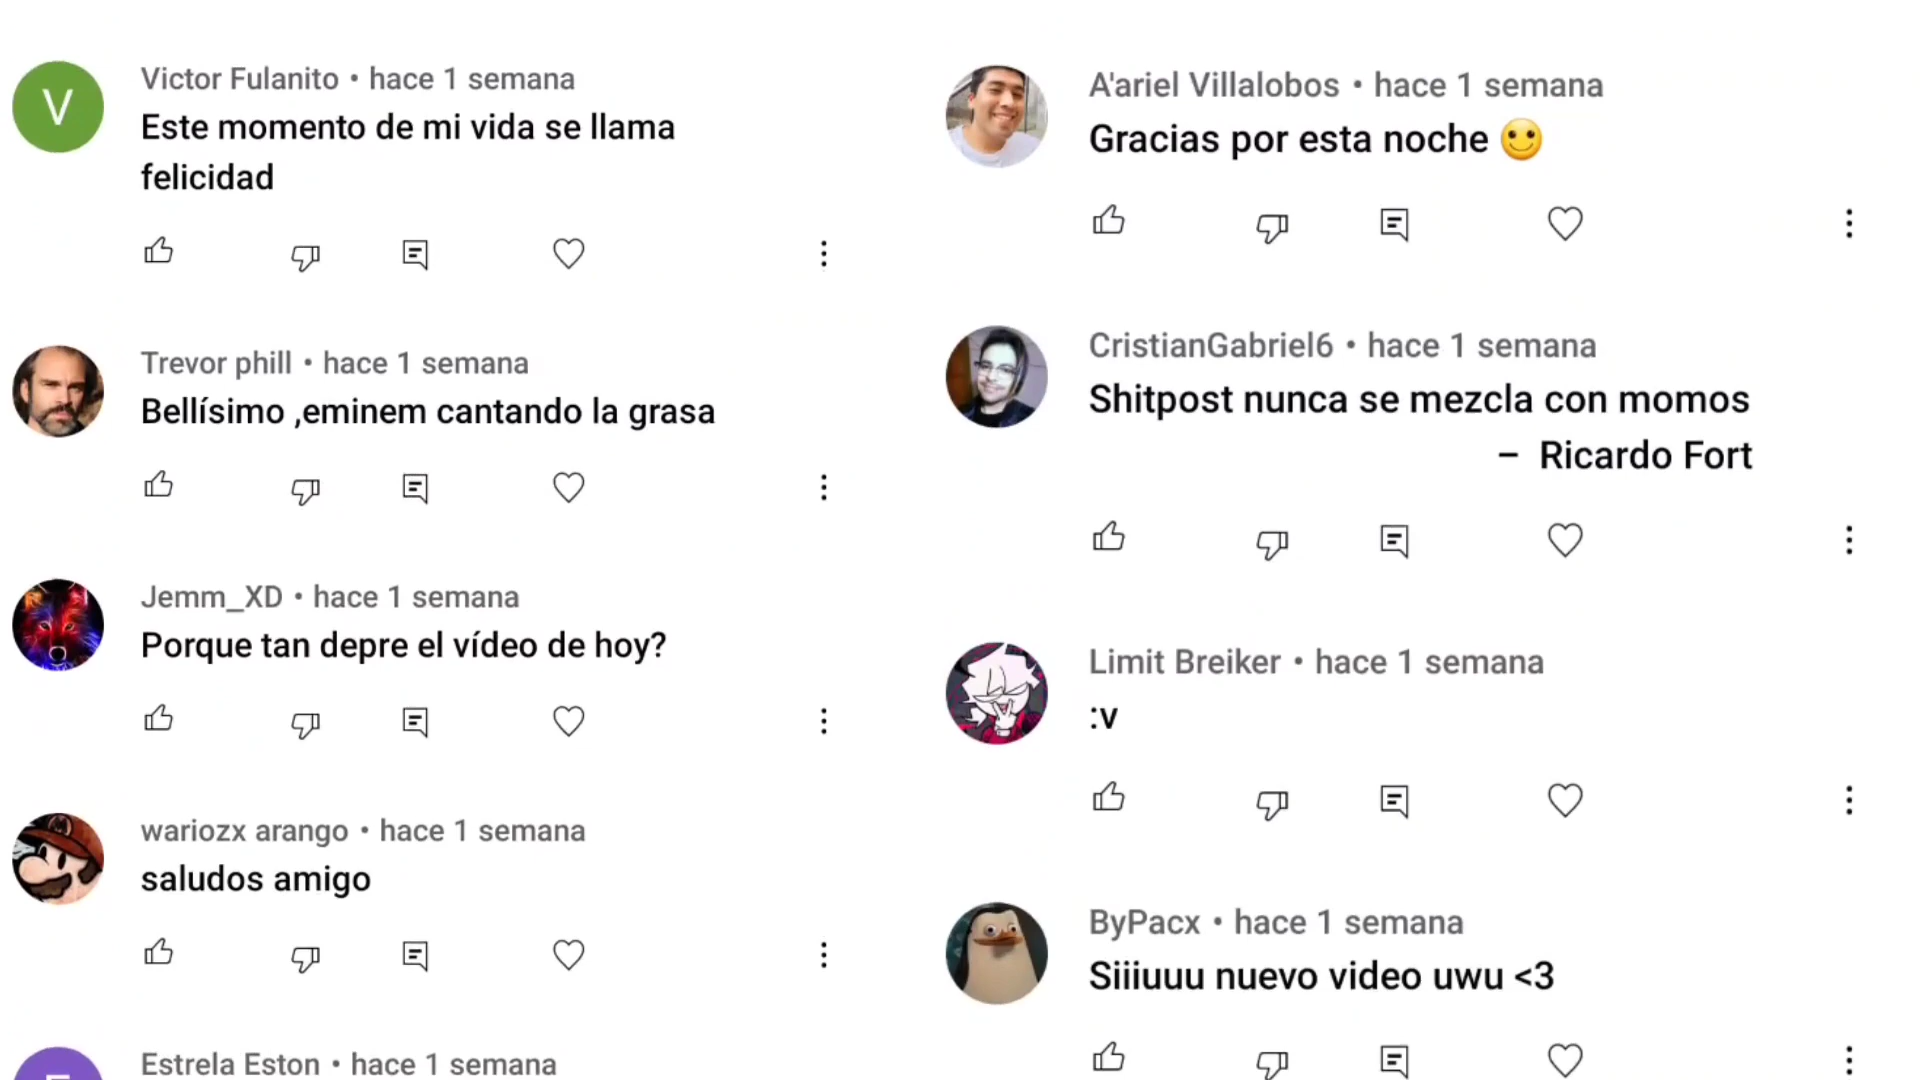 Victor Fulanito • hace 1 semana
Este momento de mi vida se llama
felicidad
Trevor phill • hace 1 semana
Bellísimo ,eminem cantando la grasa
Jemm_XD • hace 1 semana
Porque tan depre el vídeo de hoy?
wariozx arango • hace 1 semana
saludos amigo
Estrela Eston • hace 1 semana
A'ariel Villalobos • hace 1 semana
Gracias por esta noche 🙂
CristianGabriel6 • hace 1 semana
Shitpost nunca se mezcla con momos
– Ricardo Fort
Limit Breiker • hace 1 semana
:v
ByPacx • hace 1 semana
Siiiuuu nuevo video uwu <3
V